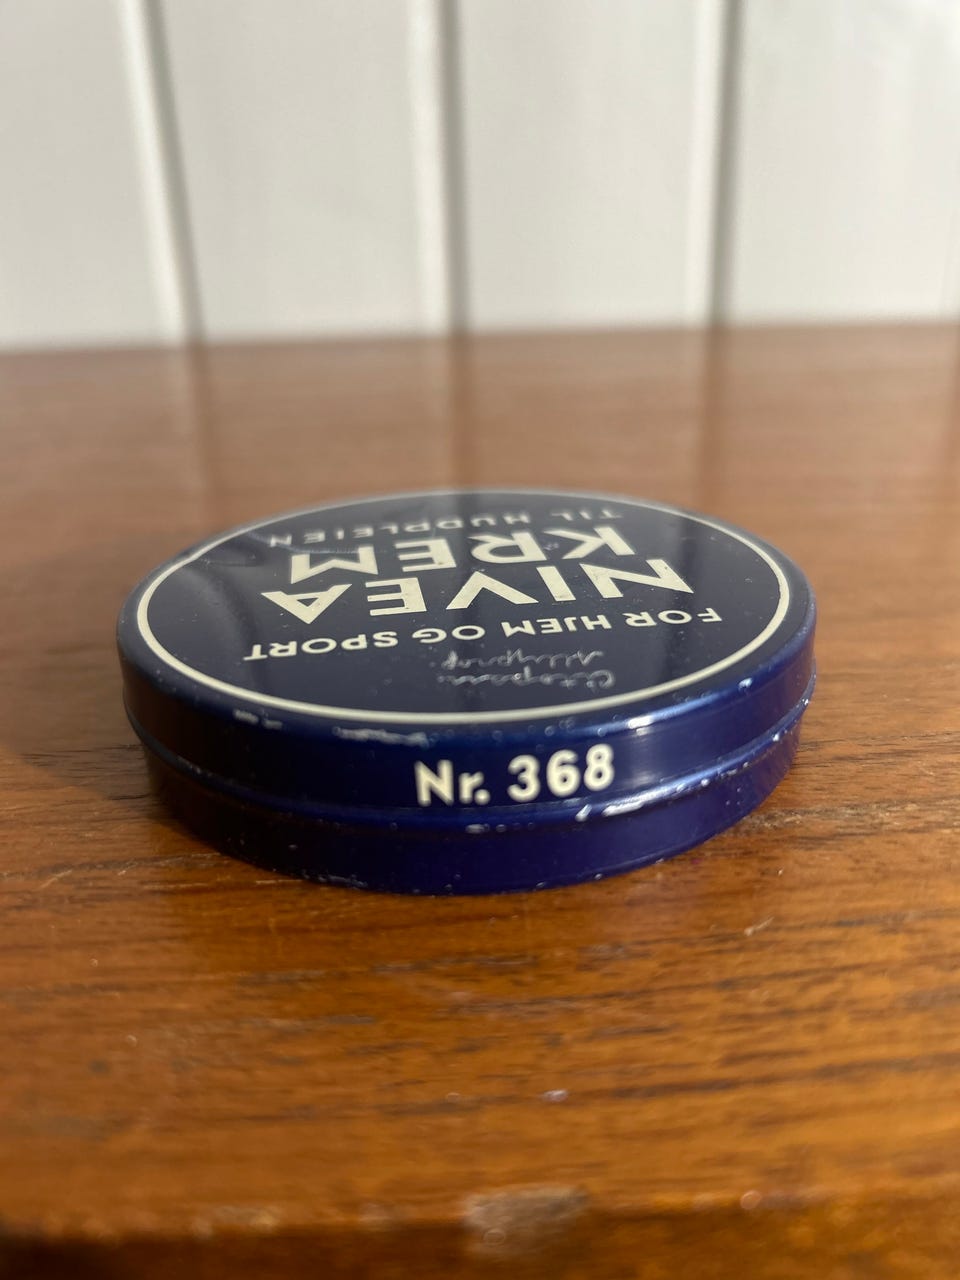 FOR HJEM OG SPORT
NIVEA
KREM
TIL HUDPLEIEN
Nr. 368